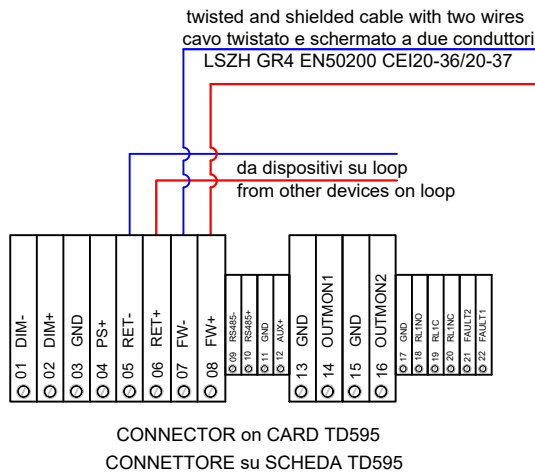 twisted and shielded cable with two wires
cavo twistato e schermato a due conduttori
LSZH GR4 EN50200 CEI20-36/20-37
da dispositivi su loop
from other devices on loop
01 DIM-
02 DIM+
03 GND
04 PS+
05 RET-
06 RET+
07 FW-
08 FW+
09 RS485-
10 RS485+
11 GND
12 AUX+
13 GND
14 OUTMON1
15 GND
16 OUTMON2
17 GND
18 RL1NO
19 RL1C
20 RL1NC
21 FAULT2
22 FAULT1
CONNECTOR on CARD TD595
CONNETTORE su SCHEDA TD595